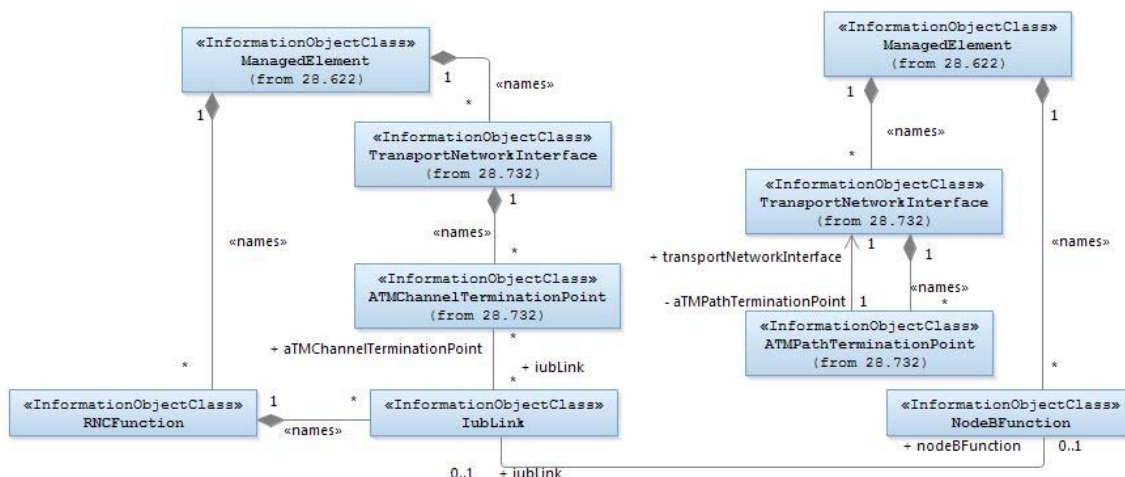 «InformationObjectClass»
ManagedElement
(from 28.622)
1
1
«names»
*
«InformationObjectClass»
TransportNetworkInterface
(from 28.732)
1
«names»
*
«InformationObjectClass»
ATMChannelTerminationPoint
(from 28.732)
*
+ aTMChannelTerminationPoint
+ iubLink
*
«names»
*
«InformationObjectClass»
RNCFunction
1
*
«names»
«InformationObjectClass»
IubLink
0..1
+ iubLink
«InformationObjectClass»
ManagedElement
(from 28.622)
1
1
«names»
*
«InformationObjectClass»
TransportNetworkInterface
(from 28.732)
«names»
1
1
+ transportNetworkInterface
«names»
- aTMPathTerminationPoint
1
*
«InformationObjectClass»
ATMPathTerminationPoint
(from 28.732)
*
«InformationObjectClass»
NodeBFunction
+ nodeBFunction
0..1